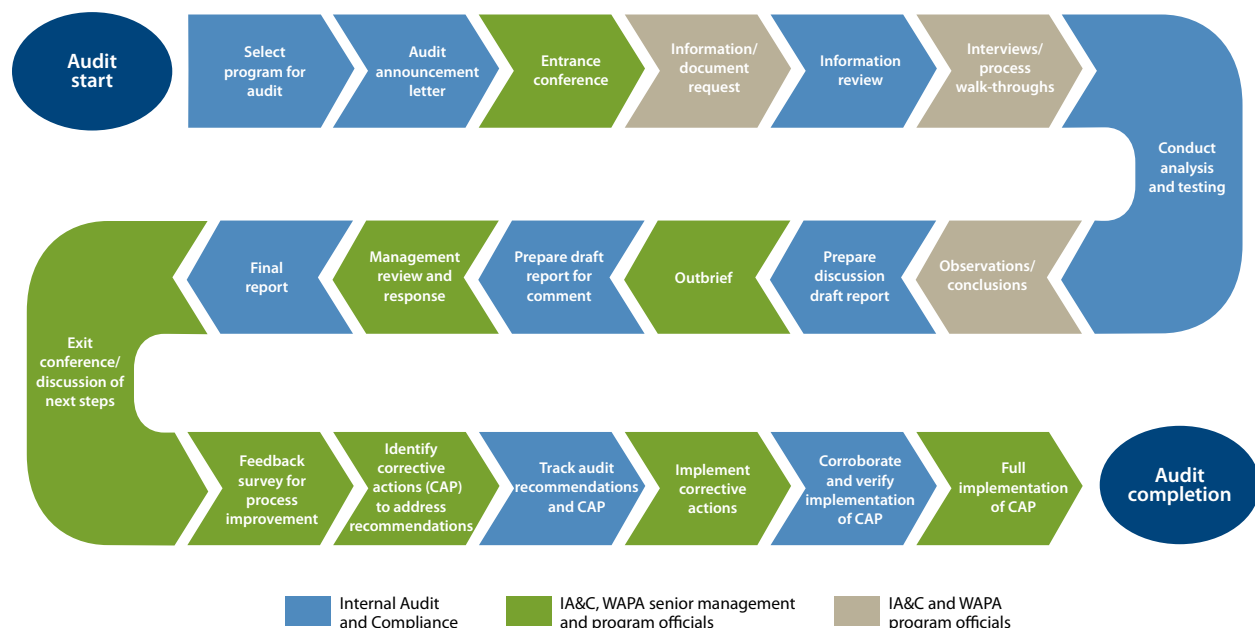 Audit
start
Select
program for
audit
Audit
announcement
letter
Entrance
conference
Information/
document
request
Information
review
Interviews/
process
walk-throughs
Conduct
analysis
and testing
Observations/
conclusions
Prepare
discussion
draft report
Outbrief
Prepare draft
report for
comment
Management
review and
response
Final
report
Exit
conference/
discussion of
next steps
Feedback
survey for
process
improvement
Identify
corrective
actions (CAP)
to address
recommendations
Track audit
recommendations
and CAP
Implement
corrective
actions
Corroborate
and verify
implementation
of CAP
Full
implementation
of CAP
Audit
completion
Internal Audit
and Compliance
IA&C, WAPA senior management
and program officials
IA&C and WAPA
program officials